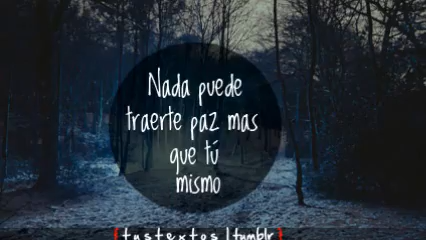 Nada puede
traerte paz mas
que tú
mismo
{ tustextos | tumblr }